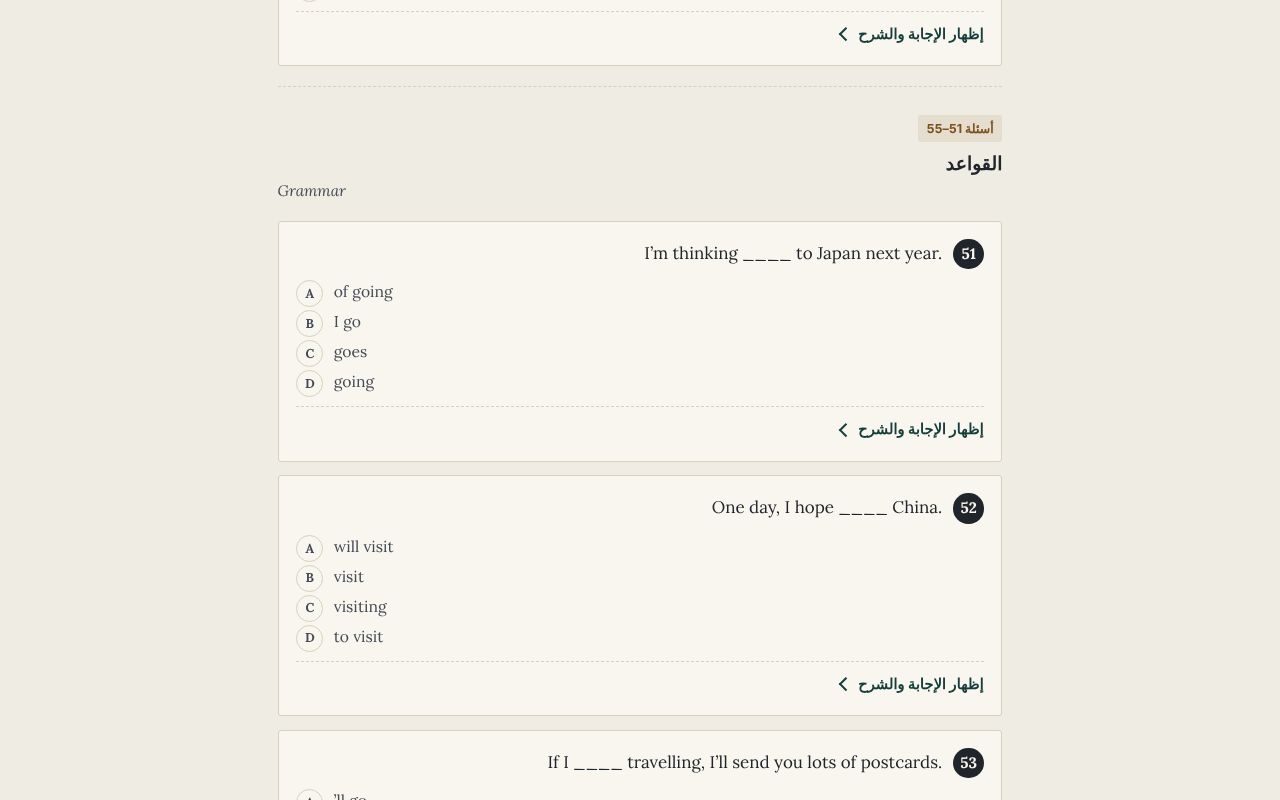 إظهار الإجابة والشرح
أسئلة 51–55
القواعد
Grammar
51 I’m thinking ____ to Japan next year.
A of going
B I go
C goes
D going
إظهار الإجابة والشرح
52 One day, I hope ____ China.
A will visit
B visit
C visiting
D to visit
إظهار الإجابة والشرح
53 If I ____ travelling, I’ll send you lots of postcards.
A ’ll go